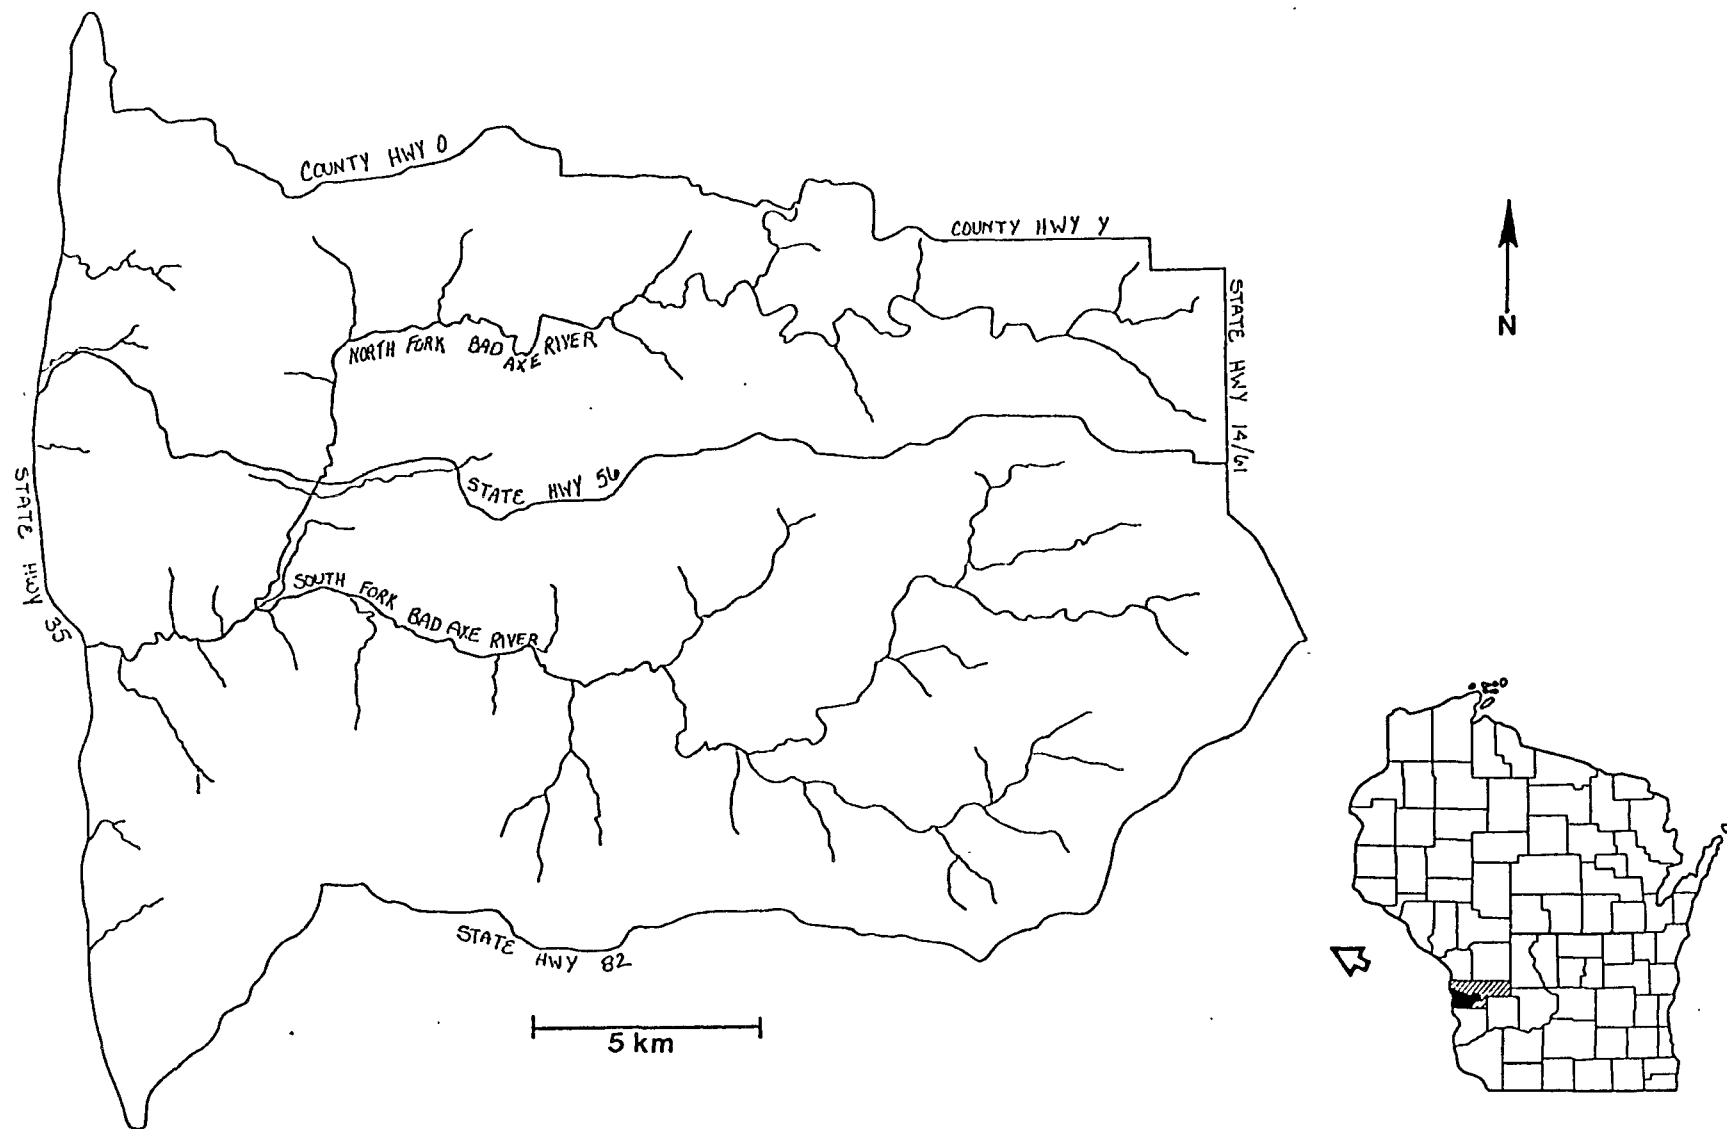 COUNTY HWY O
COUNTY HWY Y
N
STATE HWY 14/61
NORTH FORK BAD AXE RIVER
STATE HWY 56
STATE HWY 35
SOUTH FORK BAD AXE RIVER
STATE HWY 82
5 km